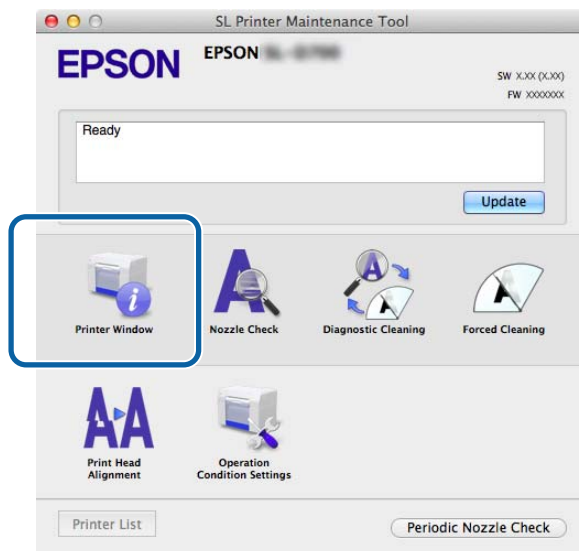 SL Printer Maintenance Tool
EPSON
EPSON
SW X.XX (X.XX)
FW XXXXXXX
Ready
Update
Printer Window
Nozzle Check
Diagnostic Cleaning
Forced Cleaning
Print Head
Alignment
Operation
Condition Settings
Printer List
Periodic Nozzle Check